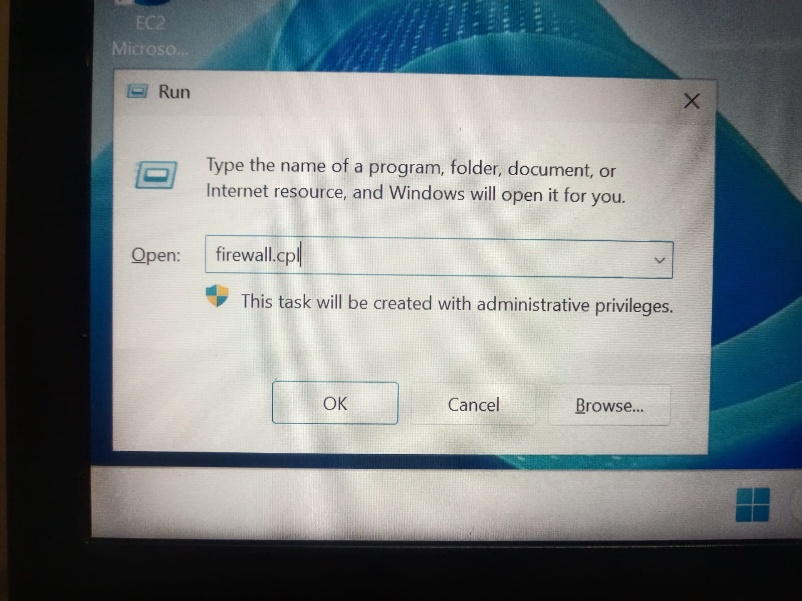 EC2
Microso...
Run
Type the name of a program, folder, document, or
Internet resource, and Windows will open it for you.
Open: firewall.cpl
This task will be created with administrative privileges.
OK Cancel Browse...